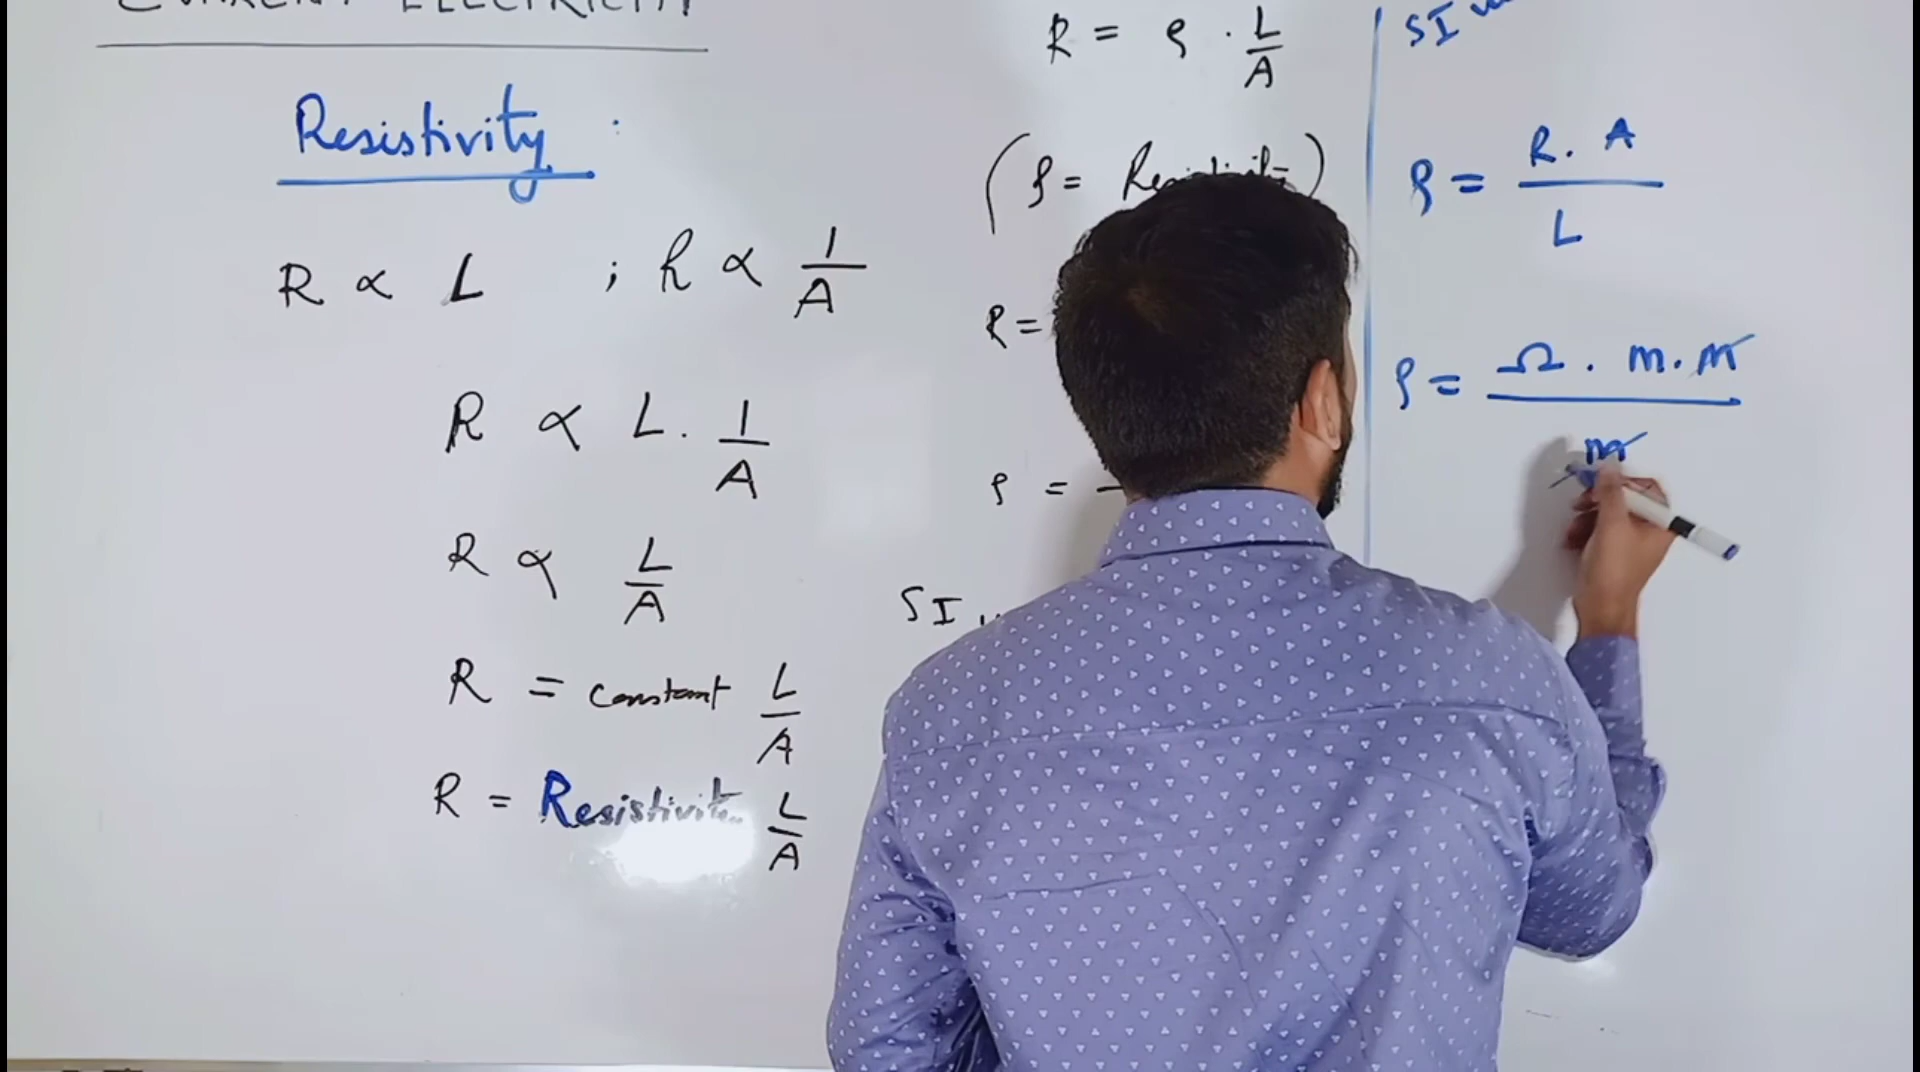 CURRENT ELECTRICITY
Resistivity :
R ∝ L ; R ∝ 1/A
R ∝ L . 1/A
R ∝ L/A
R = constant L/A
R = Resistivity L/A
R = ρ . L/A
(ρ = Resistivity)
R =
ρ =
SI
SI
ρ = R . A / L
ρ = Ω . m . m / m